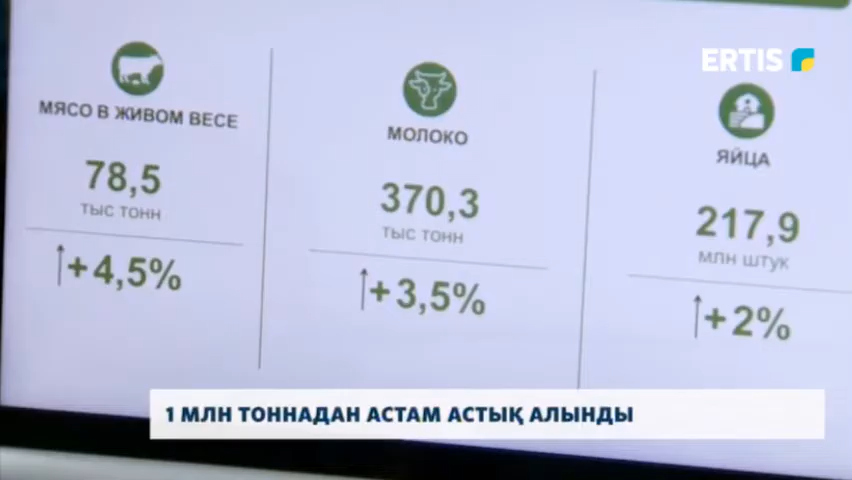 ERTIS
МЯСО В ЖИВОМ ВЕСЕ
78,5
тыс тонн
+4,5%
МОЛОКО
370,3
тыс тонн
+3,5%
ЯЙЦА
217,9
млн штук
+2%
1 МЛН ТОННАДАН АСТАМ АСТЫҚ АЛЫНДЫ